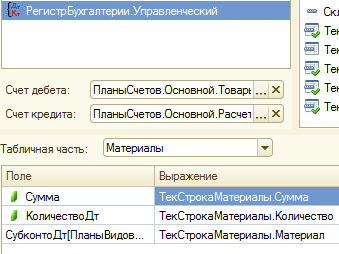 РегистрБухгалтерии.Управленческий
Скл
Тек
Тек
Тек
Тек
Тек
Счет дебета: ПланыСчетов.Основной.Товары ...
Счет кредита: ПланыСчетов.Основной.Расчет ...
Табличная часть: Материалы
Поле Выражение
Сумма ТекСтрокаМатериалы.Сумма
КоличествоДт ТекСтрокаМатериалы.Количество
СубконтоДт[ПланыВидов... ТекСтрокаМатериалы.Материал